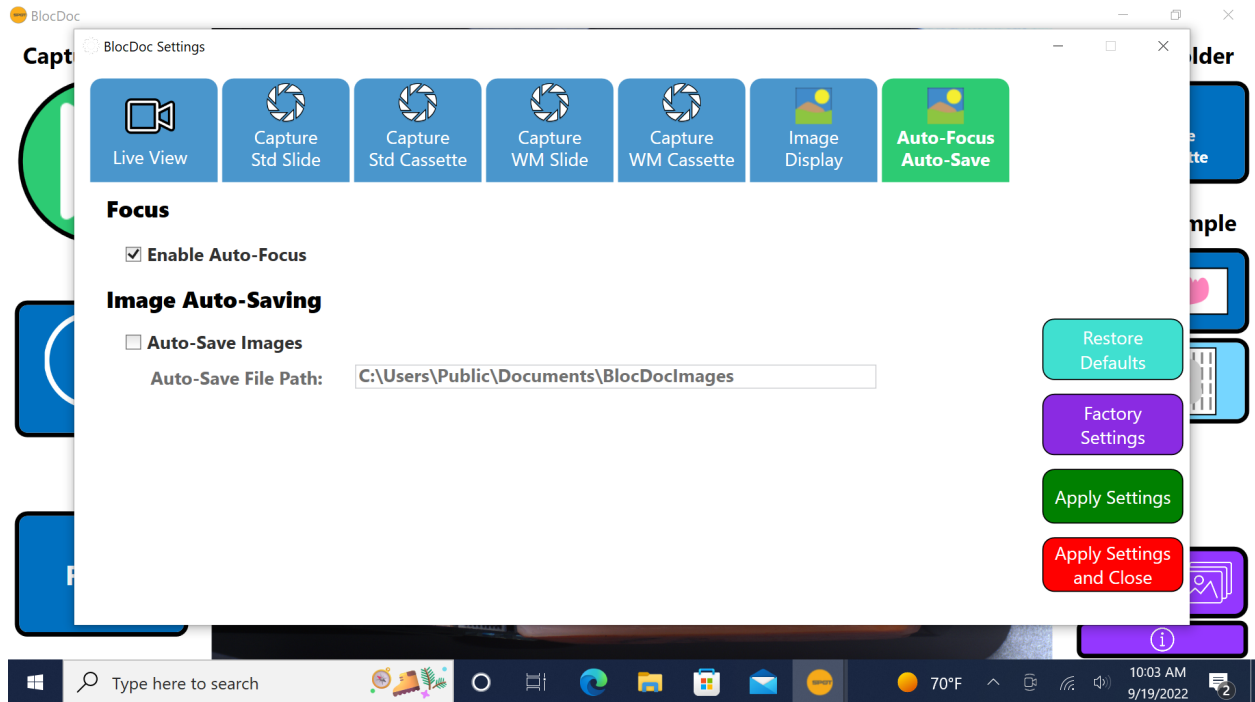 BlocDoc
Capt
lder
BlocDoc Settings
Live View
Capture
Std Slide
Capture
Std Cassette
Capture
WM Slide
Capture
WM Cassette
Image
Display
Auto-Focus
Auto-Save
e
tte
Focus
mple
Enable Auto-Focus
Image Auto-Saving
Auto-Save Images
Auto-Save File Path:
C:\Users\Public\Documents\BlocDocImages
Restore
Defaults
Factory
Settings
Apply Settings
Apply Settings
and Close
Type here to search
SPOT
70°F
10:03 AM
9/19/2022
2